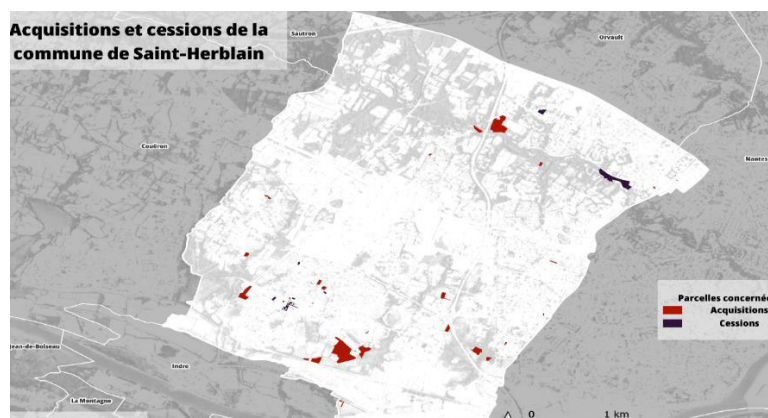 Acquisitions et cessions de la
commune de Saint-Herblain
Sautron
Orvault
Couëron
Nantes
Parcelles concerné
Acquisitions
Cessions
Jean-de-Boiseau
Indre
La Montagne
0 1 km